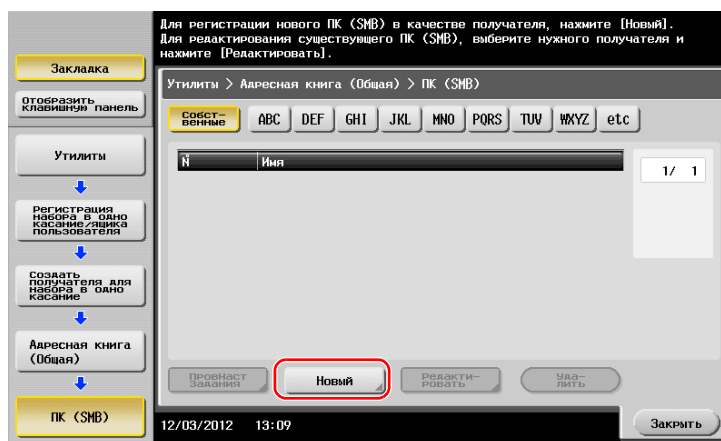 Для регистрации нового ПК (SMB) в качестве получателя, нажмите [Новый].
Для редактирования существующего ПК (SMB), выберите нужного получателя и
нажмите [Редактировать].
Закладка
Отобразить
клавишную панель
Утилиты
Регистрация
набора в одно
касание/ящика
пользователя
Создать
получателя для
набора в одно
касание
Адресная книга
(Общая)
ПК (SMB)
Утилиты > Адресная книга (Общая) > ПК (SMB)
Собст-
венные
ABC
DEF
GHI
JKL
MNO
PQRS
TUV
WXYZ
etc
N
Имя
1/ 1
ПровНаст
Задания
Новый
Редакти-
ровать
Уда-
лить
12/03/2012 13:09
Закрыть